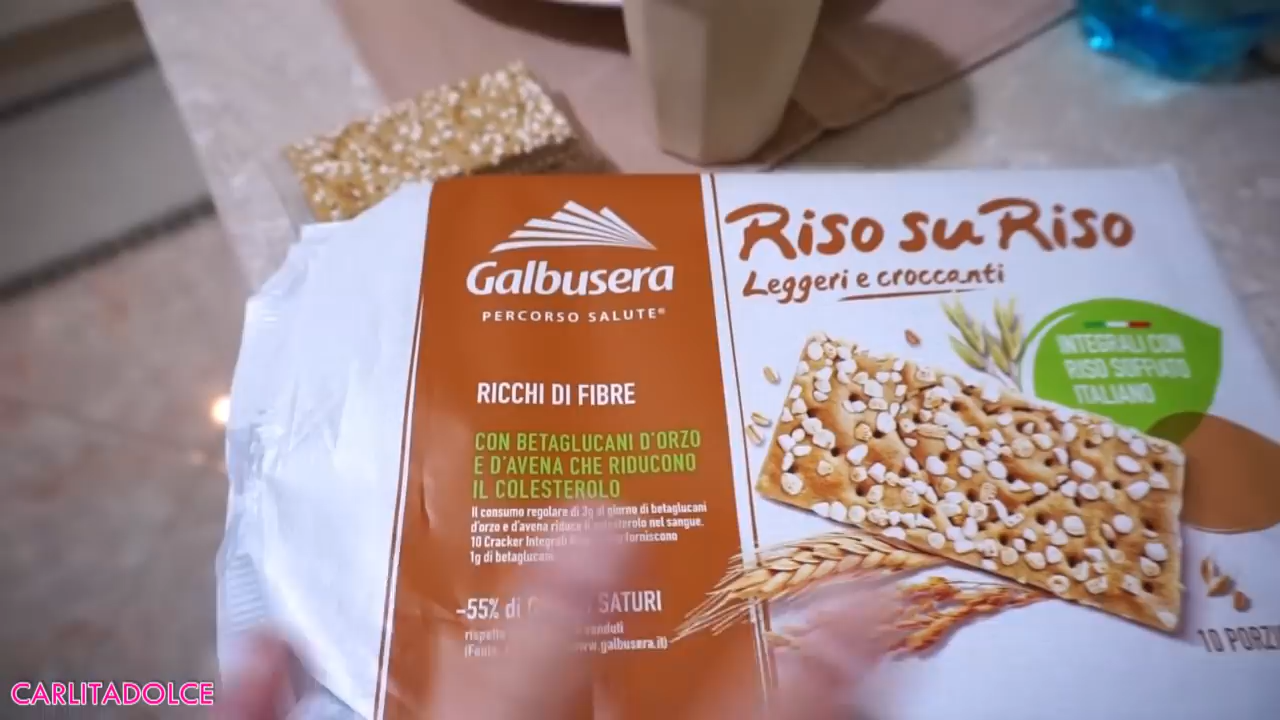 Galbusera
PERCORSO SALUTE®
RICCHI DI FIBRE
CON BETAGLUCANI D'ORZO
E D'AVENA CHE RIDUCONO
IL COLESTEROLO
Il consumo regolare di 3g al giorno di betaglucani
d'orzo e d'avena riduce il colesterolo nel sangue.
10 Cracker Integrali forniscono
1g di betaglucani
-55% di SATURI
venduti
www.galbusera.it)
Riso su Riso
Leggeri e croccanti
INTEGRALI CON
RISO SOFFIATO
ITALIANO
10
CARLITADOLCE